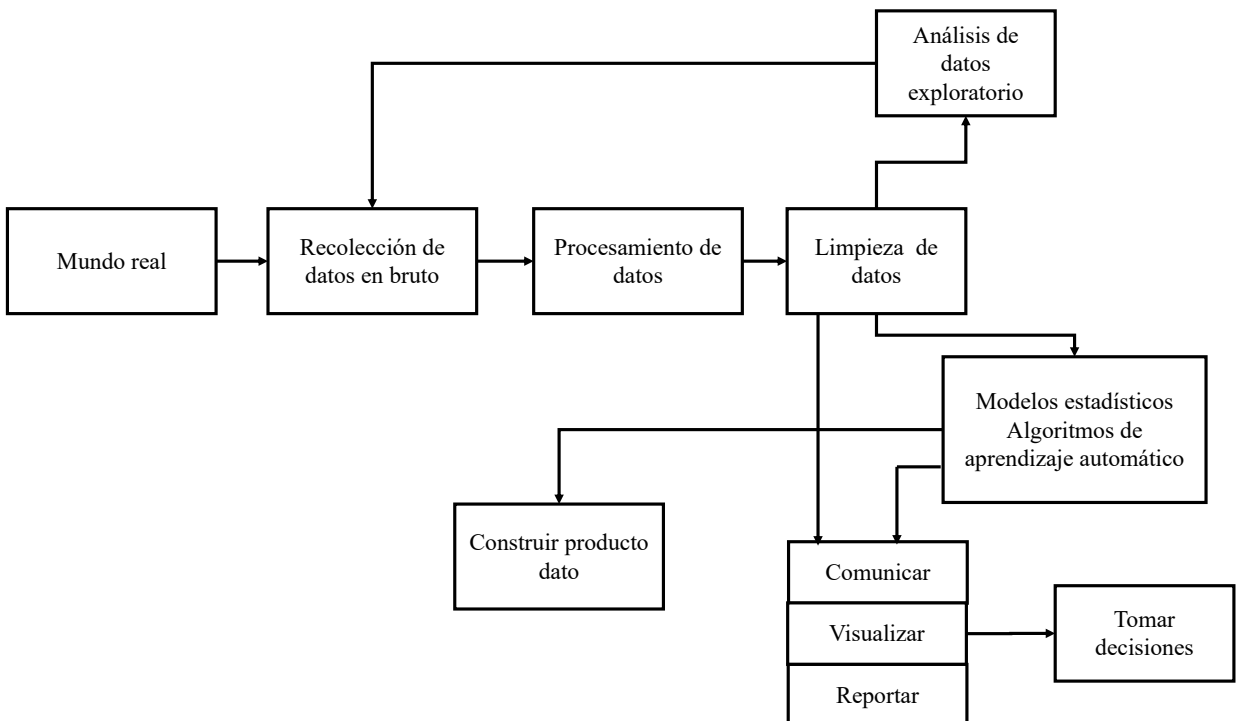 Análisis de
datos
exploratorio
Mundo real
Recolección de
datos en bruto
Procesamiento de
datos
Limpieza  de
datos
Modelos estadísticos
Algoritmos de
aprendizaje automático
Construir producto
dato
Comunicar
Visualizar
Reportar
Tomar
decisiones